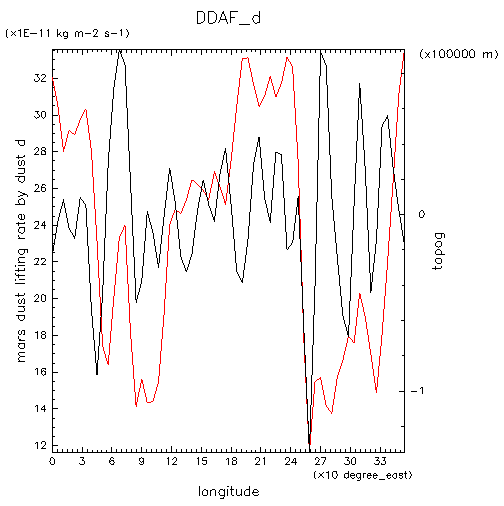 DDAF_d
(×1E-11 kg m-2 s-1)
(x100000 m)
32
30
28
26
24
22
20
18
16
14
12
mars dust lifting rate by dust d
0
-1
topog
0 3 6 9 12 15 18 21 24 27 30 33
(×10 degree_east)
longitude